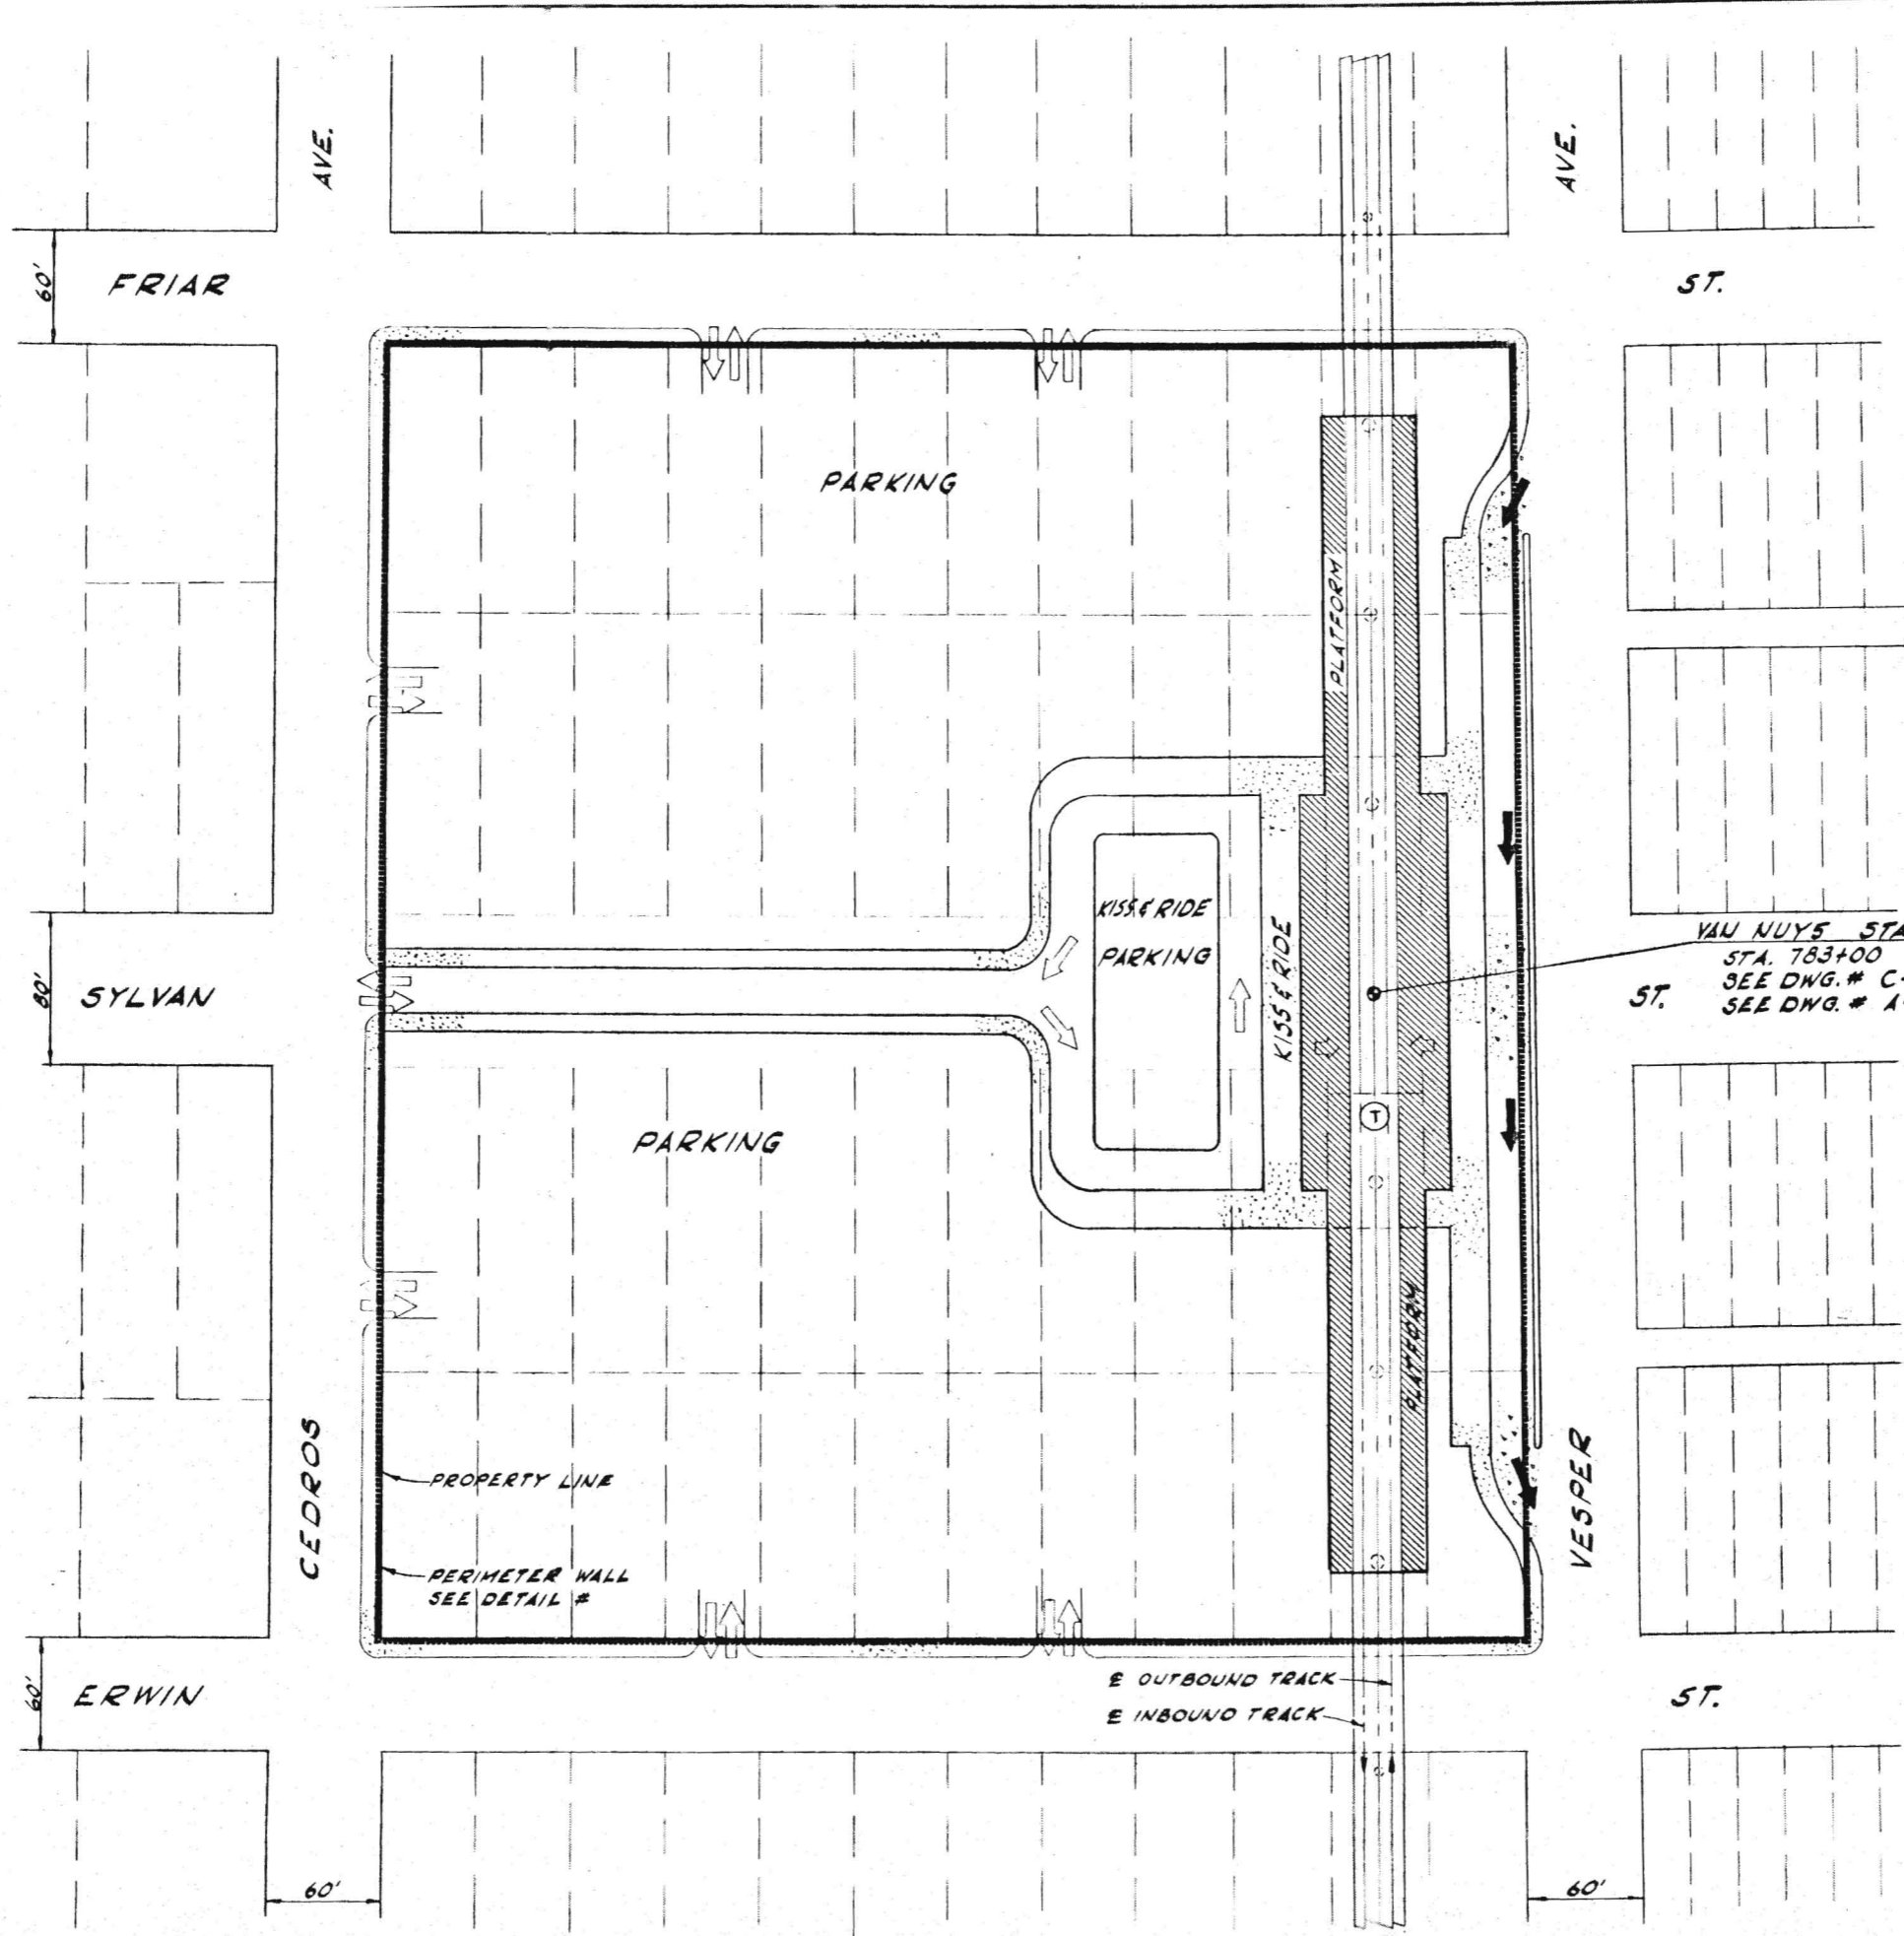 AVE.
AVE.
60'
FRIAR
ST.
PARKING
PLATFORM
KISS & RIDE
PARKING
KISS & RIDE
VAN NUYS STA
STA. 783+00
SEE DWG. # C-
SEE DWG. # A-
80'
SYLVAN
ST.
T
PARKING
PLATFORM
CEDROS
PROPERTY LINE
VESPER
PERIMETER WALL
SEE DETAIL #
60'
ERWIN
℄ OUTBOUND TRACK
℄ INBOUND TRACK
ST.
60'
60'